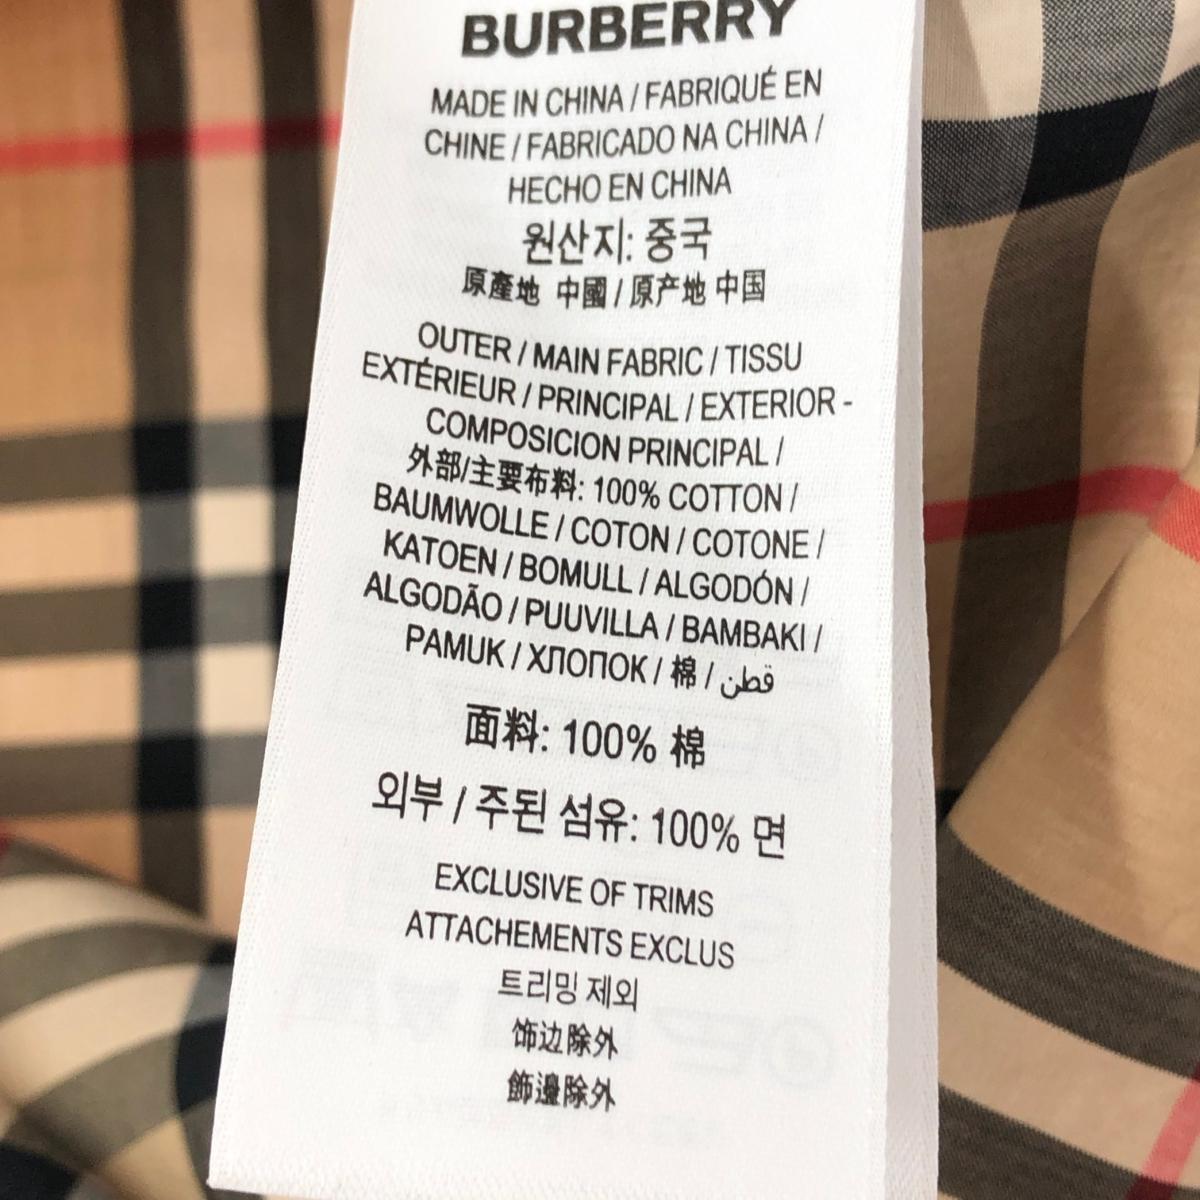 BURBERRY
MADE IN CHINA / FABRIQUÉ EN
CHINE / FABRICADO NA CHINA /
HECHO EN CHINA
원산지: 중국
原產地 中國 / 原产地 中国
OUTER / MAIN FABRIC / TISSU
EXTÉRIEUR / PRINCIPAL / EXTERIOR -
COMPOSICION PRINCIPAL /
外部/主要布料: 100% COTTON /
BAUMWOLLE / COTON / COTONE /
KATOEN / BOMULL / ALGODÓN /
ALGODÃO / PUUVILLA / BAMBAKI /
PAMUK / ХЛОПОК / 棉 / قطن
面料: 100% 棉
외부 / 주된 섬유: 100% 면
EXCLUSIVE OF TRIMS
ATTACHEMENTS EXCLUS
트리밍 제외
饰边除外
飾邊除外